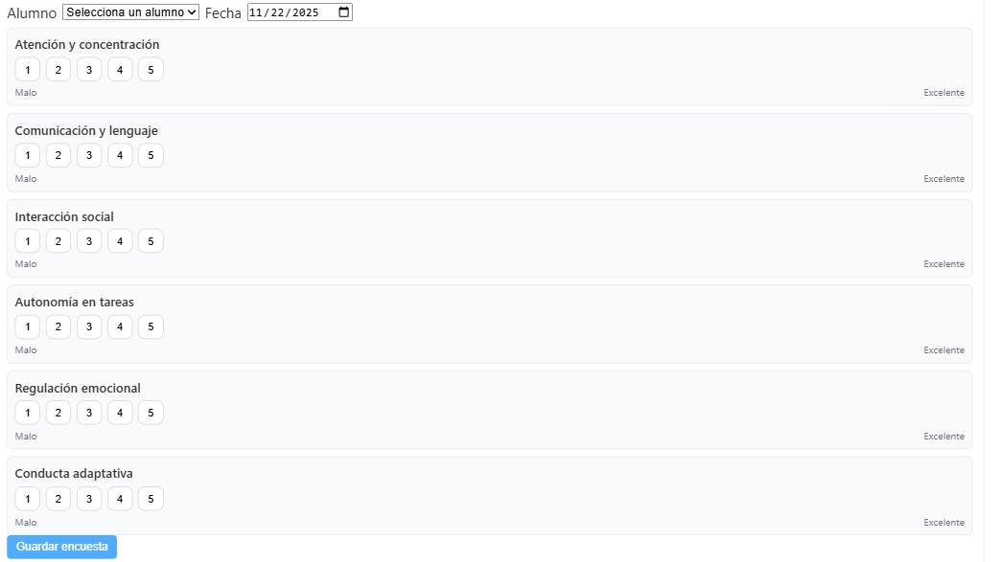 Alumno Selecciona un alumno Fecha 11/22/2025
Atención y concentración
1 2 3 4 5
Malo Excelente
Comunicación y lenguaje
1 2 3 4 5
Malo Excelente
Interacción social
1 2 3 4 5
Malo Excelente
Autonomía en tareas
1 2 3 4 5
Malo Excelente
Regulación emocional
1 2 3 4 5
Malo Excelente
Conducta adaptativa
1 2 3 4 5
Malo Excelente
Guardar encuesta